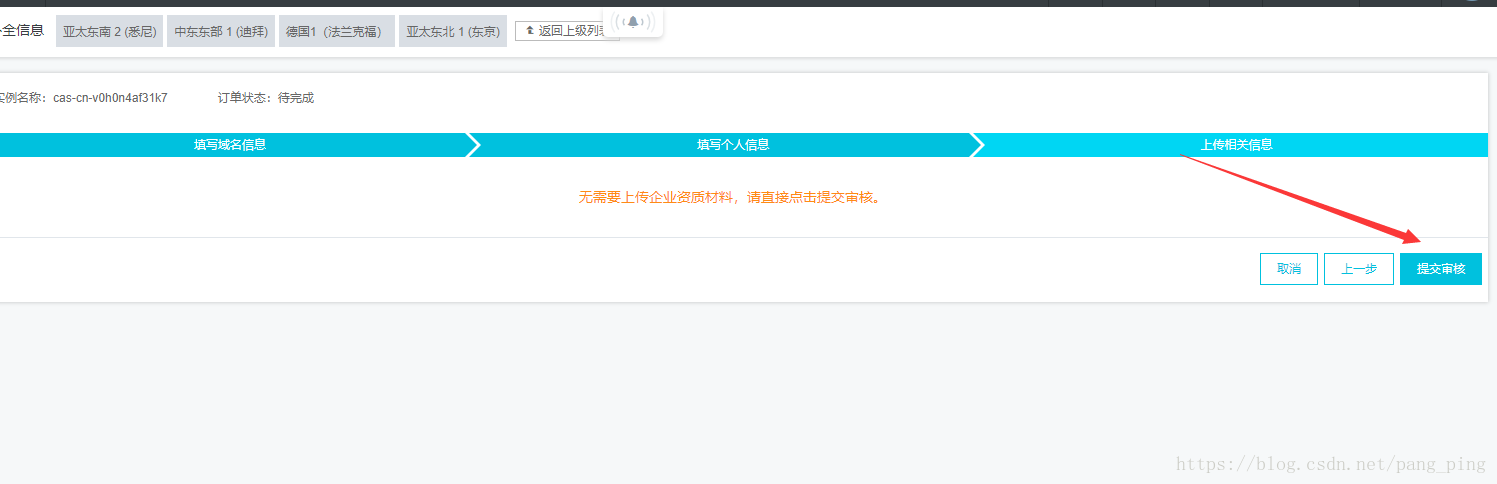 全信息 亚太东南 2 (悉尼) 中东东部 1 (迪拜) 德国1（法兰克福） 亚太东北 1 (东京) 返回上级列表
实例名称：cas-cn-v0h0n4af31k7 订单状态：待完成
填写域名信息 填写个人信息 上传相关信息
无需要上传企业资质材料，请直接点击提交审核。
取消 上一步 提交审核
https://blog.csdn.net/pang_ping